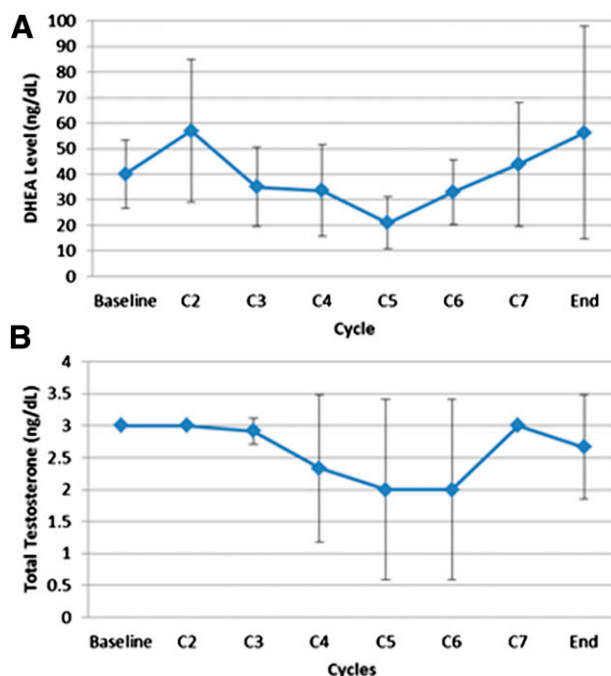 A
DHEA Level (ng/dL)
100
90
80
70
60
50
40
30
20
10
0
Baseline C2 C3 C4 C5 C6 C7 End
Cycle
B
Total Testosterone (ng/dL)
4
3.5
3
2.5
2
1.5
1
0.5
0
Baseline C2 C3 C4 C5 C6 C7 End
Cycles